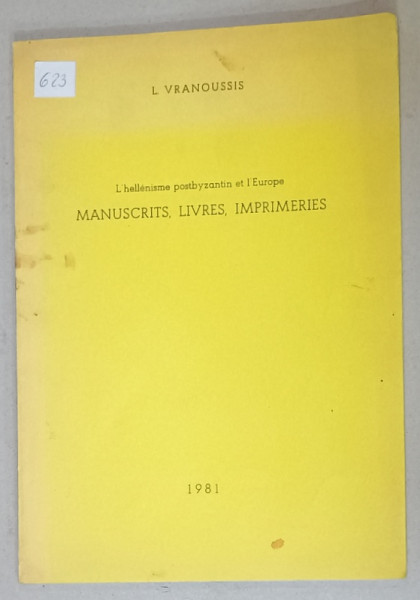 623
L. VRANOUSSIS
L'hellénisme postbyzantin et l'Europe
MANUSCRITS, LIVRES, IMPRIMERIES
1981